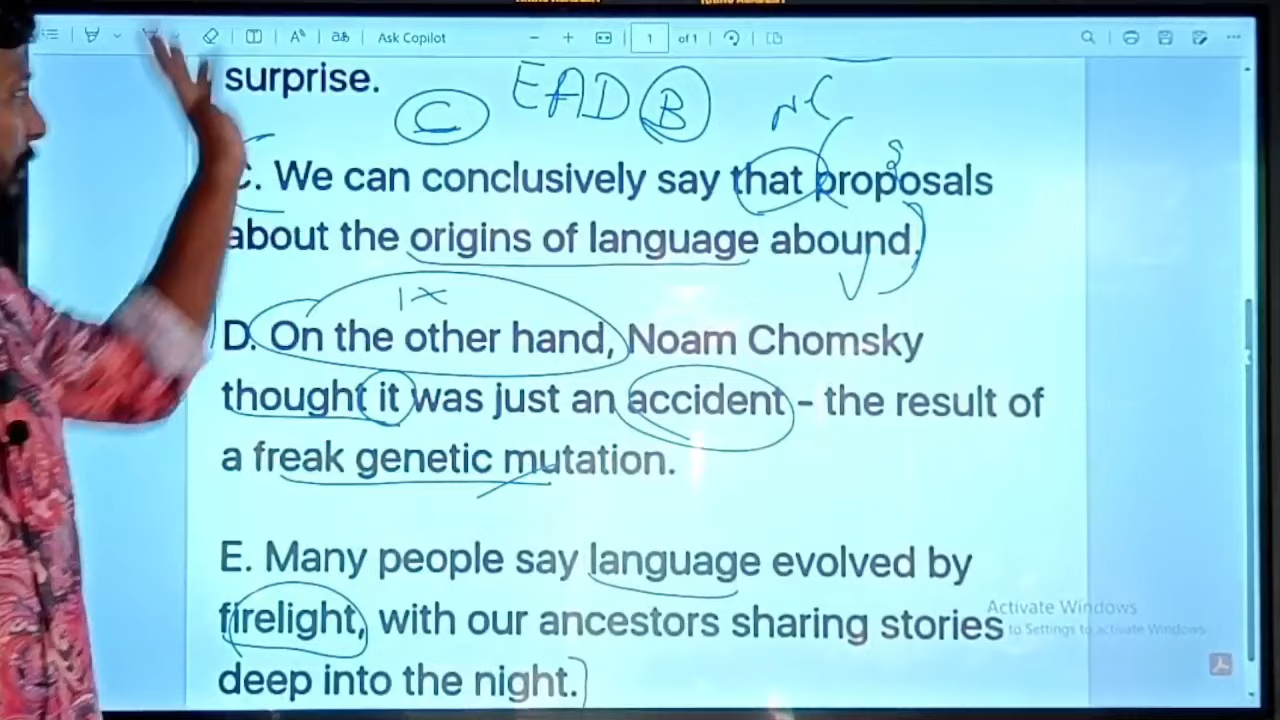 Ask Copilot
1 of 1
surprise.
C EAD B NC
C. We can conclusively say that proposals
about the origins of language abound.
1x
D. On the other hand, Noam Chomsky
thought it was just an accident - the result of
a freak genetic mutation.
E. Many people say language evolved by
firelight, with our ancestors sharing stories
deep into the night.
Activate Windows
to Settings to activate Windows.